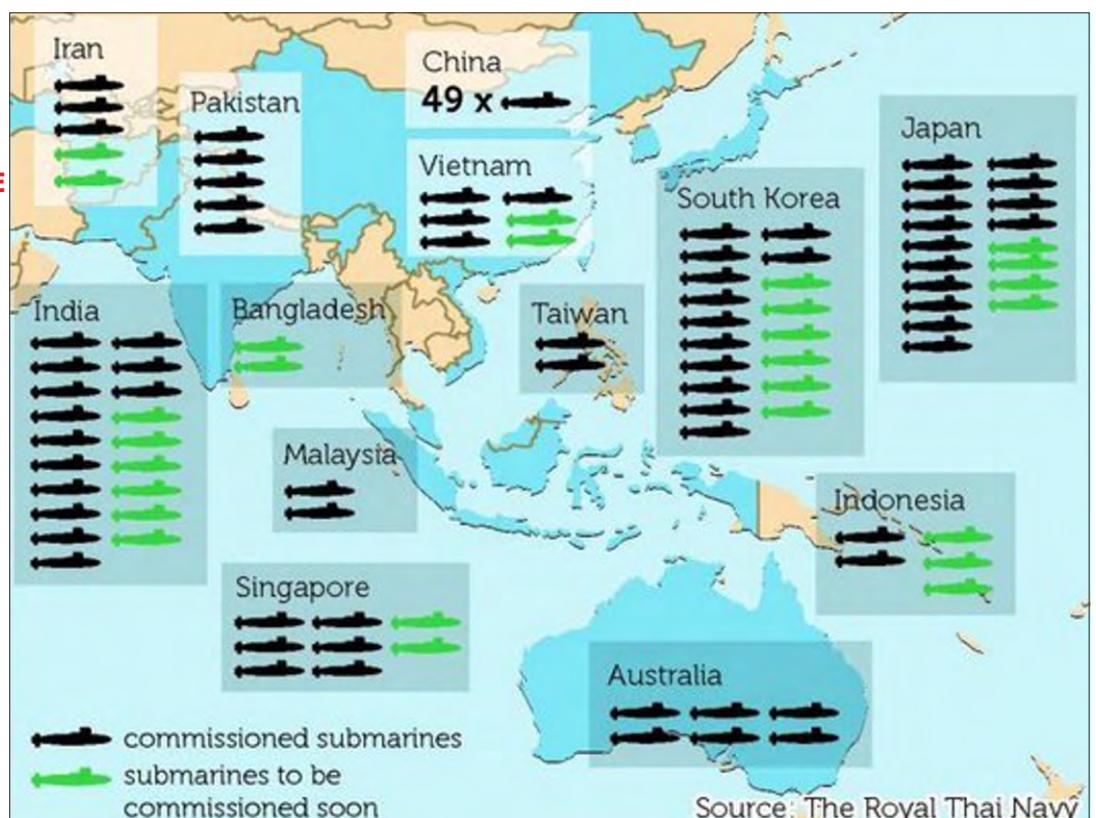 Iran
Pakistan
China
49 x
Vietnam
Japan
South Korea
India
Bangladesh
Taiwan
Malaysia
Indonesia
Singapore
Australia
commissioned submarines
submarines to be
commissioned soon
Source: The Royal Thai Navy